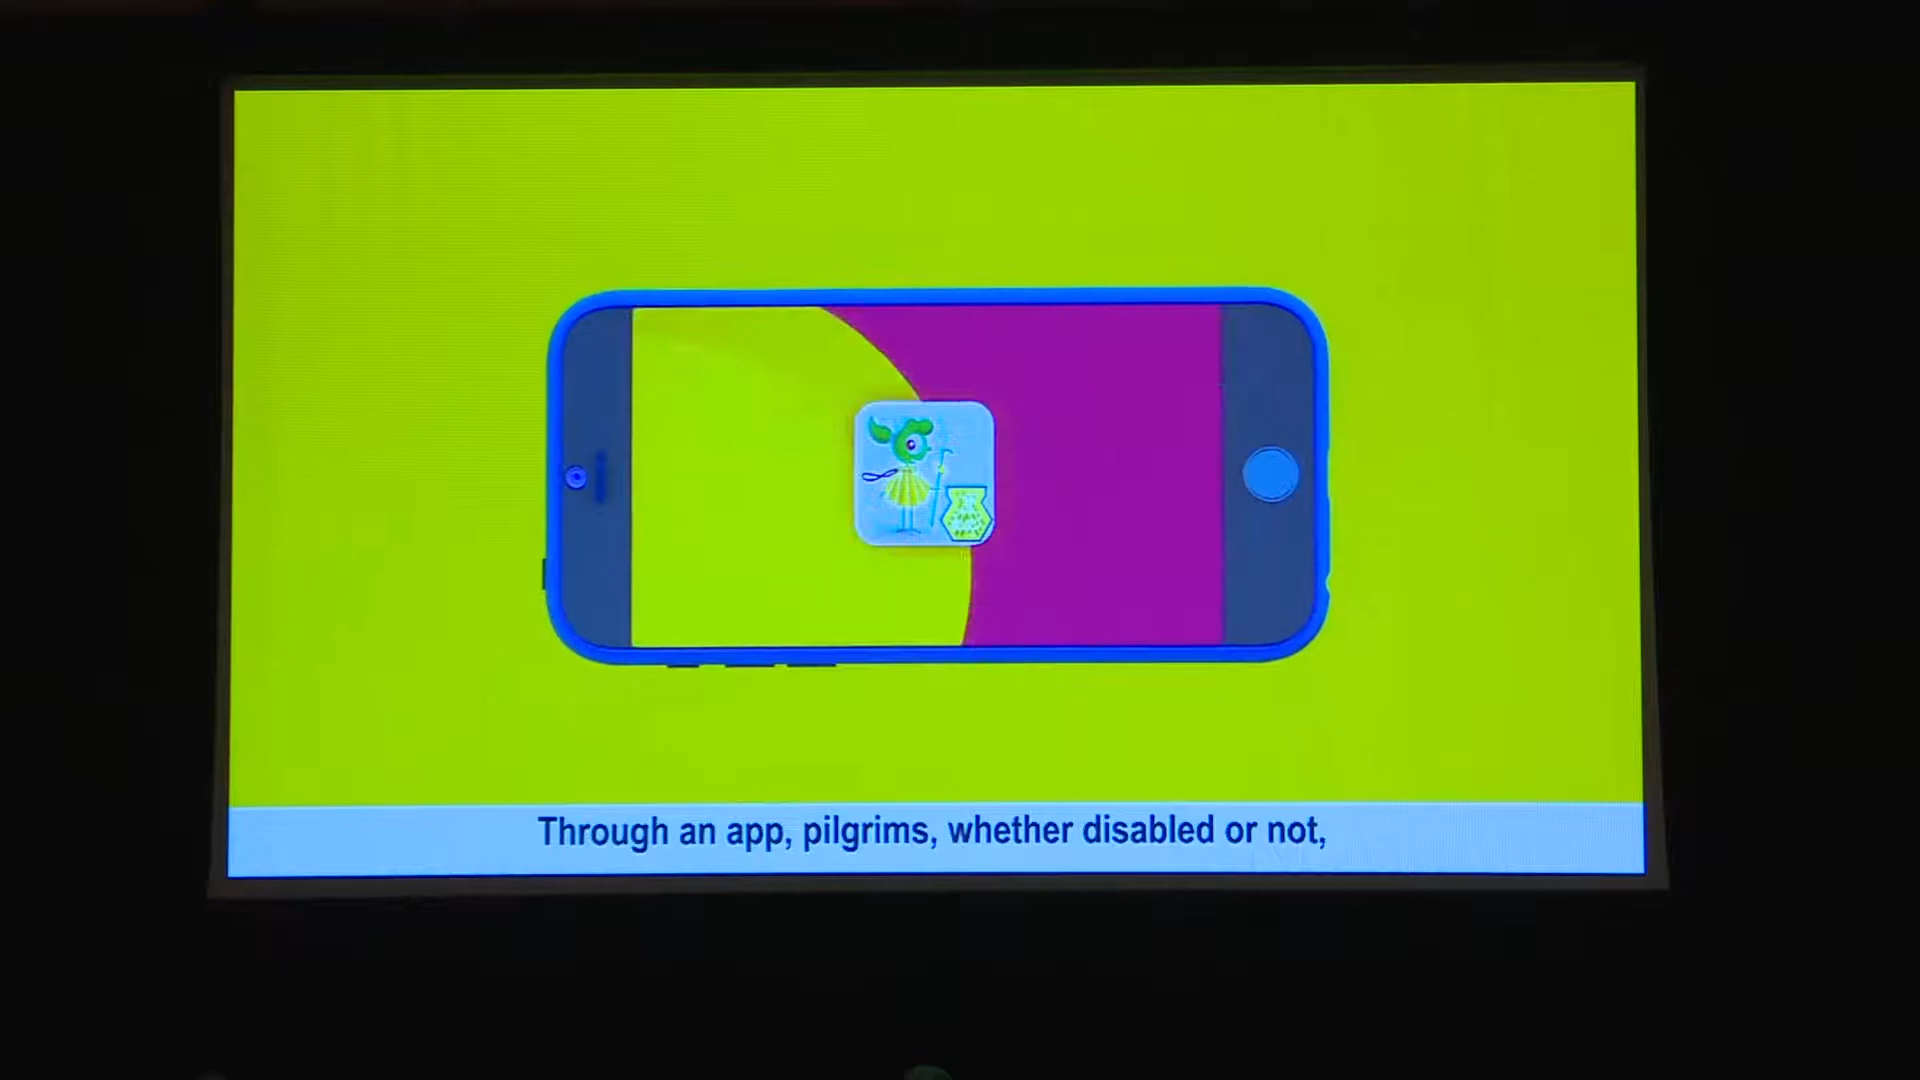 Through an app, pilgrims, whether disabled or not,